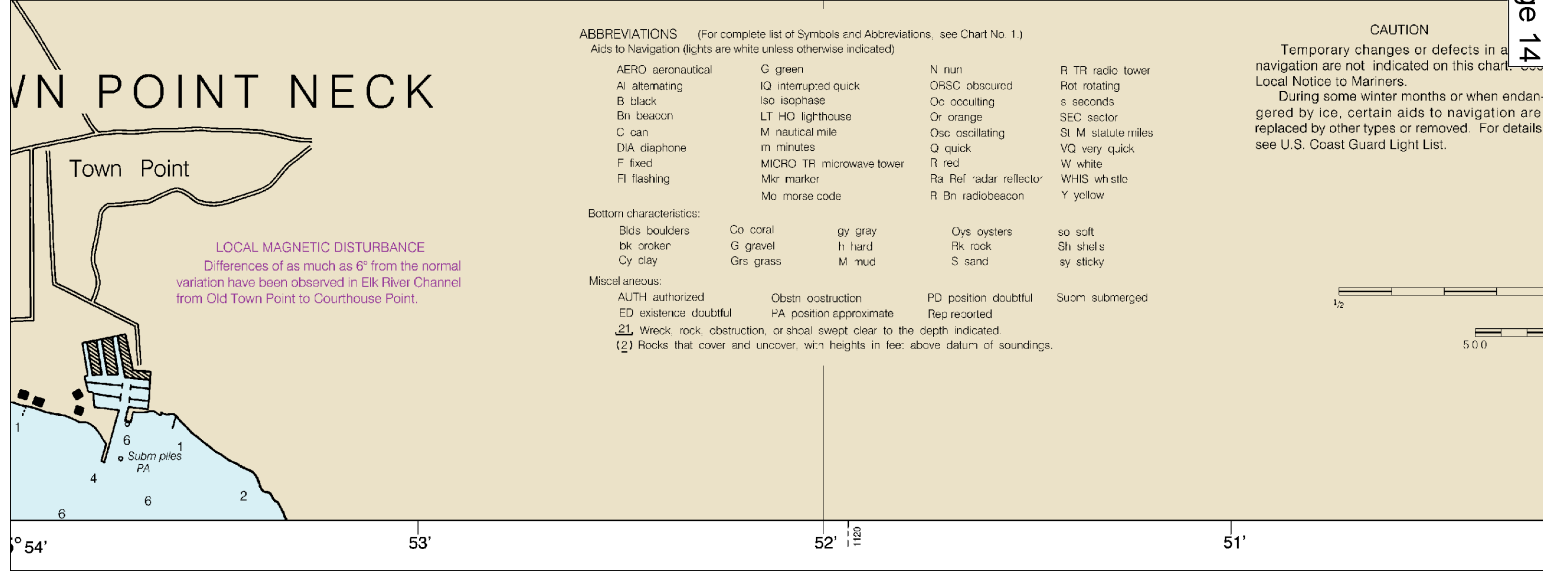 ge 14
WN POINT NECK
Town Point
LOCAL MAGNETIC DISTURBANCE
Differences of as much as 6° from the normal
variation have been observed in Elk River Channel
from Old Town Point to Courthouse Point.
ABBREVIATIONS (For complete list of Symbols and Abbreviations, see Chart No. 1.)
Aids to Navigation (lights are white unless otherwise indicated)
AERO aeronautical G green N nun R TR radio tower
Al alternating IQ interrupted quick OBSC obscured Rot rotating
B black Iso isophase Oc occulting s seconds
Bn beacon LT HO lighthouse Or orange SEC sector
C can M nautical mile Osc oscillating St M statute miles
DIA diaphone m minutes Q quick VQ very quick
F fixed MICRO TR microwave tower R red W white
Fl flashing Mkr marker Ra Ref radar reflector WHIS whistle
Mo morse code R Bn radiobeacon Y yellow
Bottom characteristics:
Blds boulders Co coral gy gray Oys oysters so soft
bk broken G gravel h hard Rk rock Sh shells
Cy clay Grs grass M mud S sand sy sticky
Miscellaneous:
AUTH authorized Obstn obstruction PD position doubtful Subm submerged
ED existence doubtful PA position approximate Rep reported
21 Wreck, rock, obstruction, or shoal swept clear to the depth indicated.
(2) Rocks that cover and uncover, with heights in feet above datum of soundings.
CAUTION
Temporary changes or defects in a
navigation are not indicated on this chart.
Local Notice to Mariners.
During some winter months or when endan-
gered by ice, certain aids to navigation are
replaced by other types or removed. For details
see U.S. Coast Guard Light List.
1/2
500
1
6
1
Subm piles
PA
4
6
2
6
° 54'
53'
52'
1120
51'